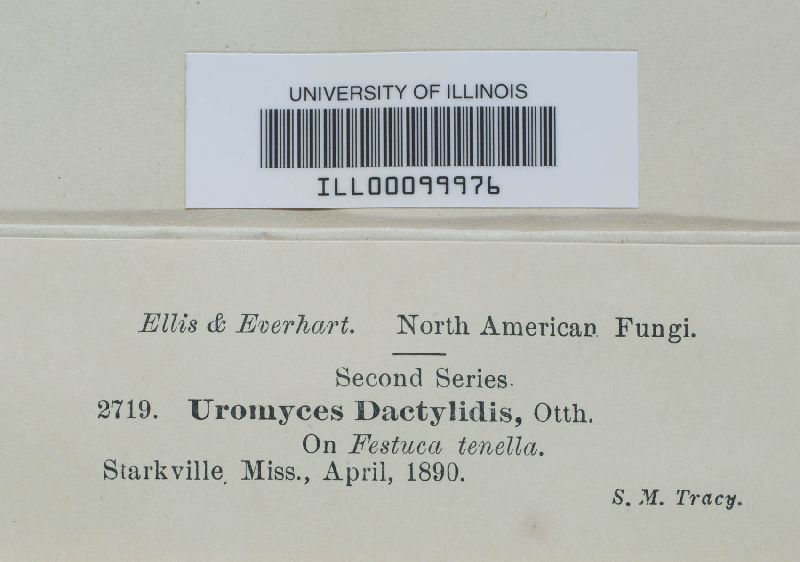 UNIVERSITY OF ILLINOIS
ILL00099976
Ellis & Everhart. North American Fungi.
Second Series.
2719. Uromyces Dactylidis, Otth.
On Festuca tenella.
Starkville, Miss., April, 1890.
S. M. Tracy.